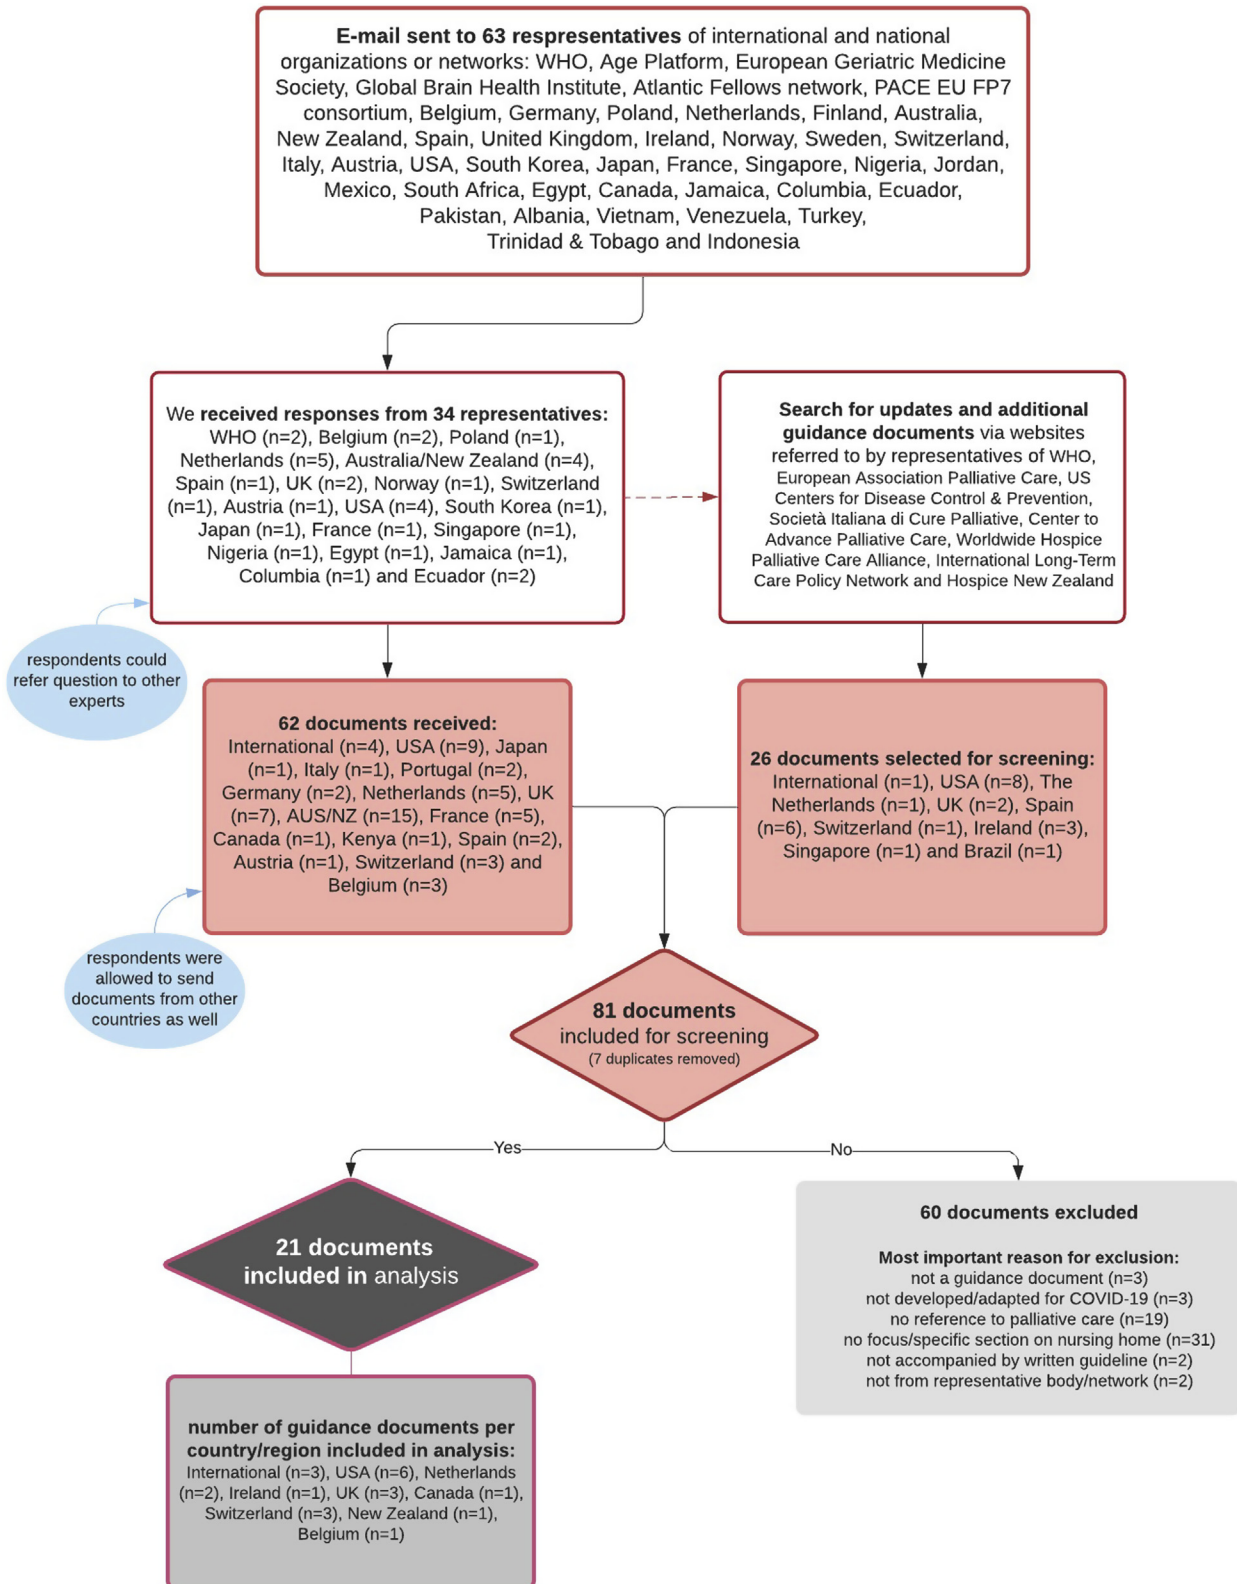 E-mail sent to 63 respresentatives of international and national
organizations or networks: WHO, Age Platform, European Geriatric Medicine
Society, Global Brain Health Institute, Atlantic Fellows network, PACE EU FP7
consortium, Belgium, Germany, Poland, Netherlands, Finland, Australia,
New Zealand, Spain, United Kingdom, Ireland, Norway, Sweden, Switzerland,
Italy, Austria, USA, South Korea, Japan, France, Singapore, Nigeria, Jordan,
Mexico, South Africa, Egypt, Canada, Jamaica, Columbia, Ecuador,
Pakistan, Albania, Vietnam, Venezuela, Turkey,
Trinidad & Tobago and Indonesia
We received responses from 34 representatives:
WHO (n=2), Belgium (n=2), Poland (n=1),
Netherlands (n=5), Australia/New Zealand (n=4),
Spain (n=1), UK (n=2), Norway (n=1), Switzerland
(n=1), Austria (n=1), USA (n=4), South Korea (n=1),
Japan (n=1), France (n=1), Singapore (n=1),
Nigeria (n=1), Egypt (n=1), Jamaica (n=1),
Columbia (n=1) and Ecuador (n=2)
Search for updates and additional
guidance documents via websites
referred to by representatives of WHO,
European Association Palliative Care, US
Centers for Disease Control & Prevention,
Società Italiana di Cure Palliative, Center to
Advance Palliative Care, Worldwide Hospice
Palliative Care Alliance, International Long-Term
Care Policy Network and Hospice New Zealand
respondents could
refer question to other
experts
62 documents received:
International (n=4), USA (n=9), Japan
(n=1), Italy (n=1), Portugal (n=2),
Germany (n=2), Netherlands (n=5), UK
(n=7), AUS/NZ (n=15), France (n=5),
Canada (n=1), Kenya (n=1), Spain (n=2),
Austria (n=1), Switzerland (n=3) and
Belgium (n=3)
26 documents selected for screening:
International (n=1), USA (n=8), The
Netherlands (n=1), UK (n=2), Spain
(n=6), Switzerland (n=1), Ireland (n=3),
Singapore (n=1) and Brazil (n=1)
respondents were
allowed to send
documents from other
countries as well
81 documents
included for screening
(7 duplicates removed)
Yes
No
21 documents
included in analysis
60 documents excluded
Most important reason for exclusion:
not a guidance document (n=3)
not developed/adapted for COVID-19 (n=3)
no reference to palliative care (n=19)
no focus/specific section on nursing home (n=31)
not accompanied by written guideline (n=2)
not from representative body/network (n=2)
number of guidance documents per
country/region included in analysis:
International (n=3), USA (n=6), Netherlands
(n=2), Ireland (n=1), UK (n=3), Canada (n=1),
Switzerland (n=3), New Zealand (n=1),
Belgium (n=1)